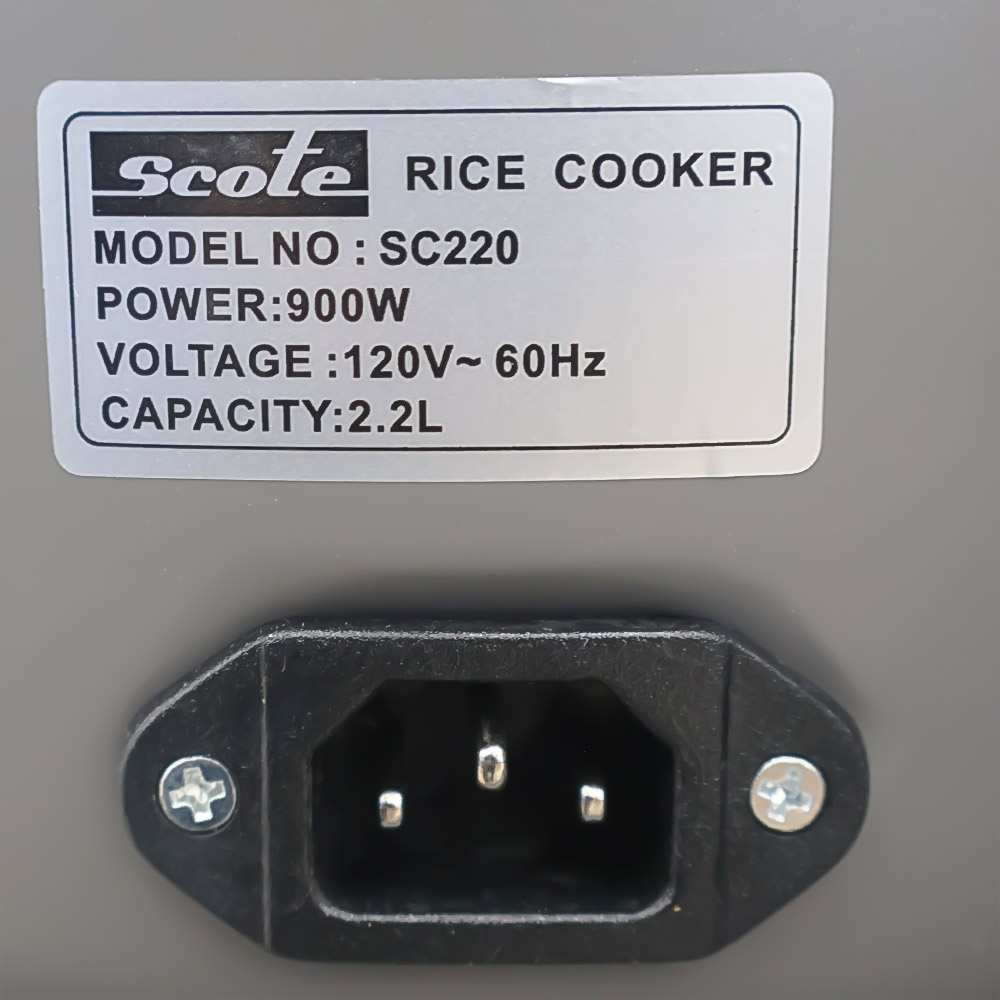 Scote RICE COOKER
MODEL NO : SC220
POWER:900W
VOLTAGE :120V~ 60Hz
CAPACITY:2.2L